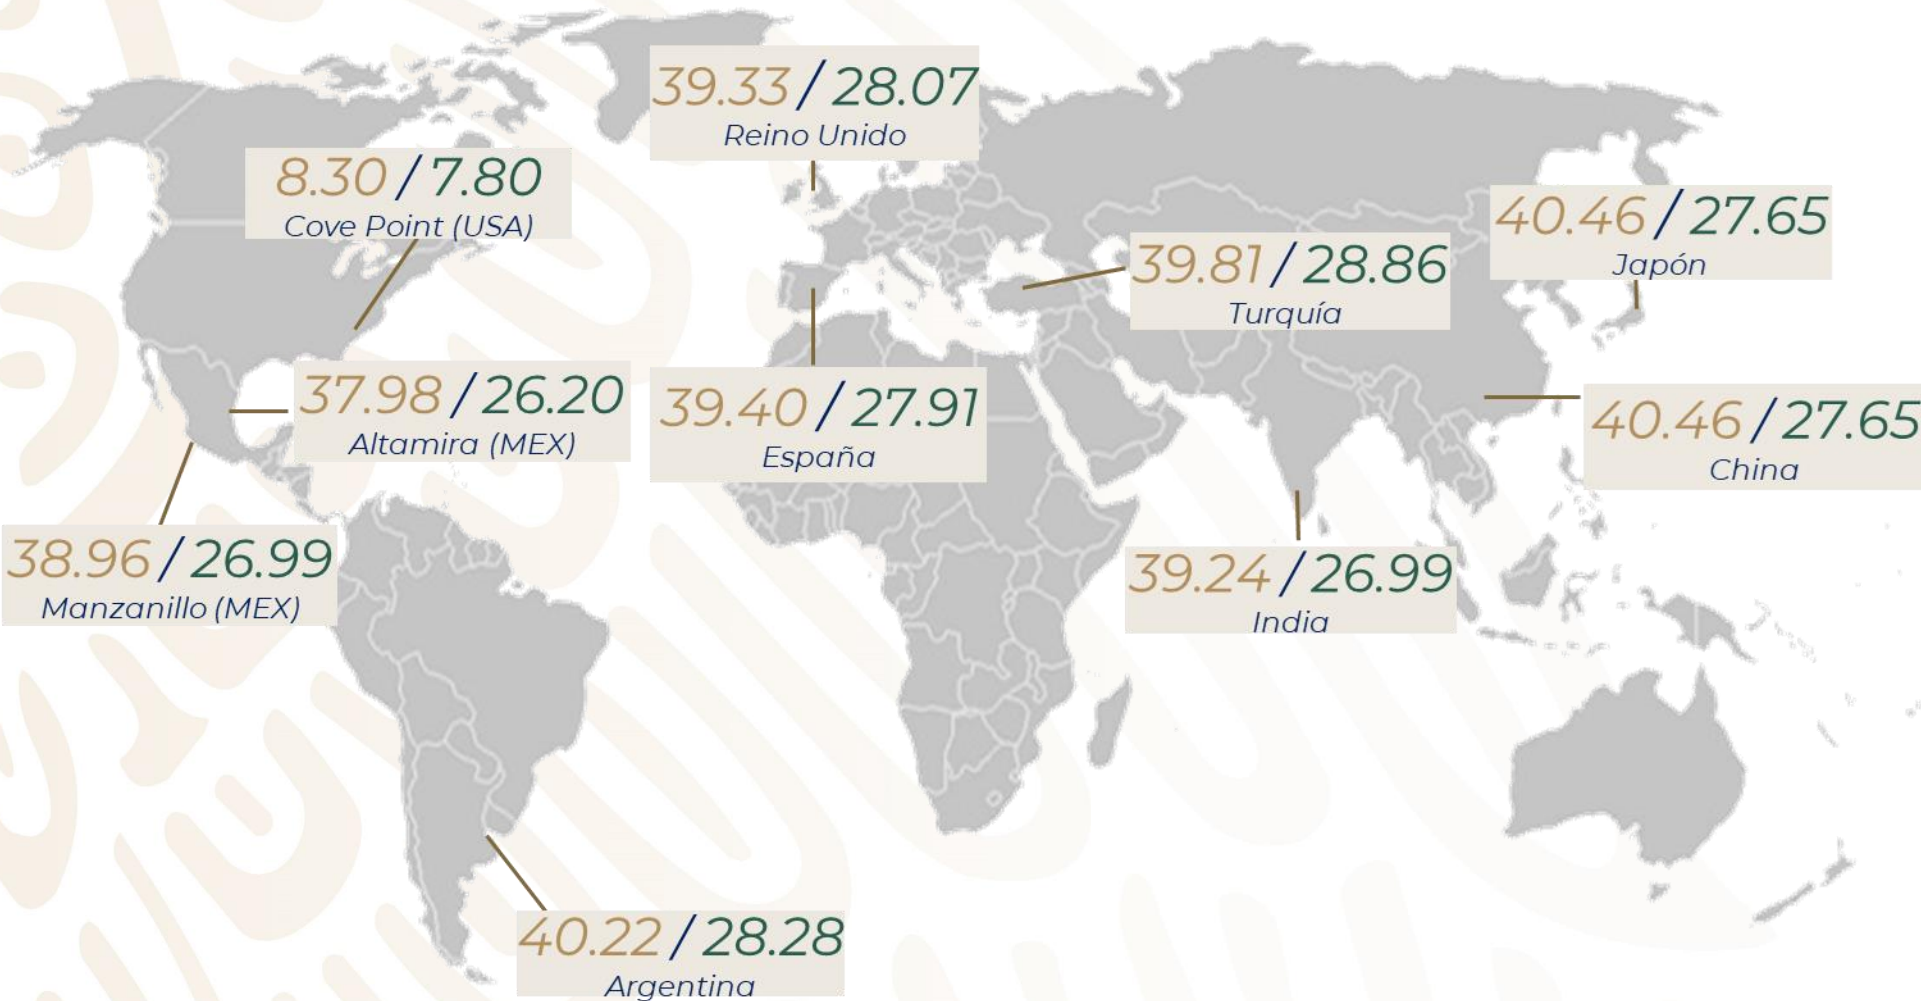 39.33 / 28.07
Reino Unido
8.30 / 7.80
Cove Point (USA)
40.46 / 27.65
Japón
39.81 / 28.86
Turquía
37.98 / 26.20
Altamira (MEX)
39.40 / 27.91
España
40.46 / 27.65
China
38.96 / 26.99
Manzanillo (MEX)
39.24 / 26.99
India
40.22 / 28.28
Argentina